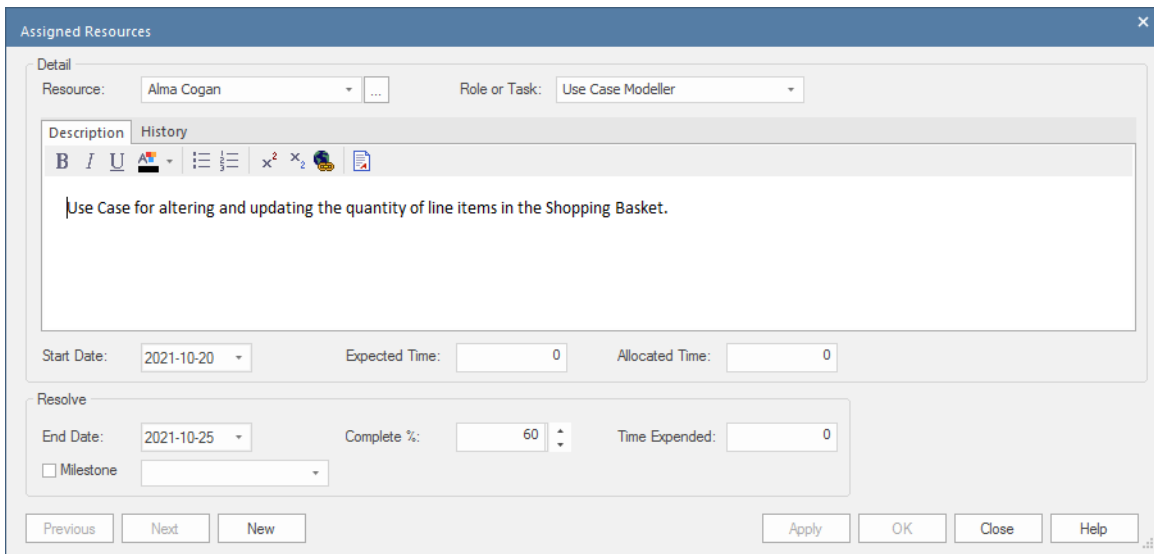 Assigned Resources
Detail
Resource: Alma Cogan ... Role or Task: Use Case Modeller
Description History
B I U A x² x₂
Use Case for altering and updating the quantity of line items in the Shopping Basket.
Start Date: 2021-10-20 Expected Time: 0 Allocated Time: 0
Resolve
End Date: 2021-10-25 Complete %: 60 Time Expended: 0
Milestone
Previous Next New Apply OK Close Help